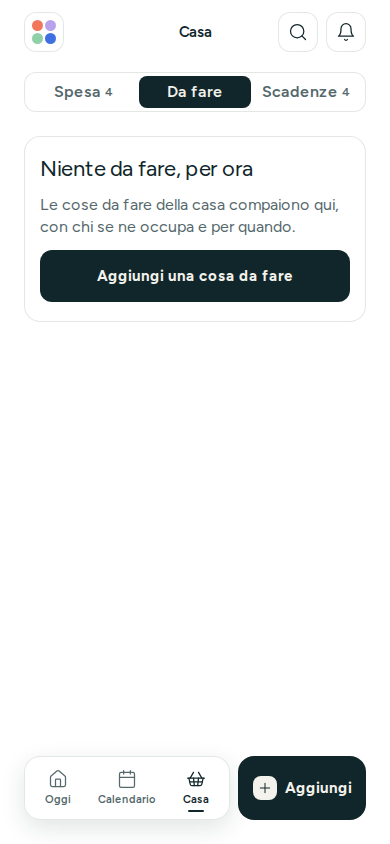 Casa
Spesa 4 Da fare Scadenze 4
Niente da fare, per ora
Le cose da fare della casa compaiono qui,
con chi se ne occupa e per quando.
Aggiungi una cosa da fare
Oggi Calendario Casa Aggiungi